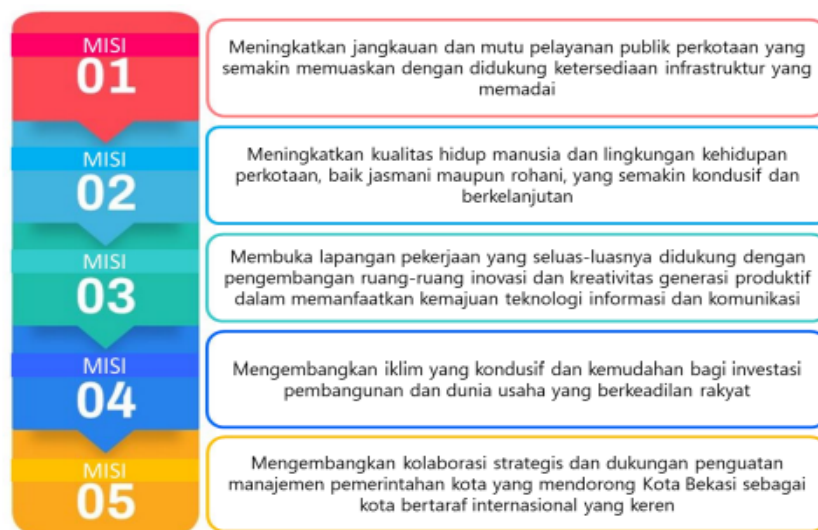 MISI
01
Meningkatkan jangkauan dan mutu pelayanan publik perkotaan yang
semakin memuaskan dengan didukung ketersediaan infrastruktur yang
memadai
MISI
02
Meningkatkan kualitas hidup manusia dan lingkungan kehidupan
perkotaan, baik jasmani maupun rohani, yang semakin kondusif dan
berkelanjutan
MISI
03
Membuka lapangan pekerjaan yang seluas-luasnya didukung dengan
pengembangan ruang-ruang inovasi dan kreativitas generasi produktif
dalam memanfaatkan kemajuan teknologi informasi dan komunikasi
MISI
04
Mengembangkan iklim yang kondusif dan kemudahan bagi investasi
pembangunan dan dunia usaha yang berkeadilan rakyat
MISI
05
Mengembangkan kolaborasi strategis dan dukungan penguatan
manajemen pemerintahan kota yang mendorong Kota Bekasi sebagai
kota bertaraf internasional yang keren